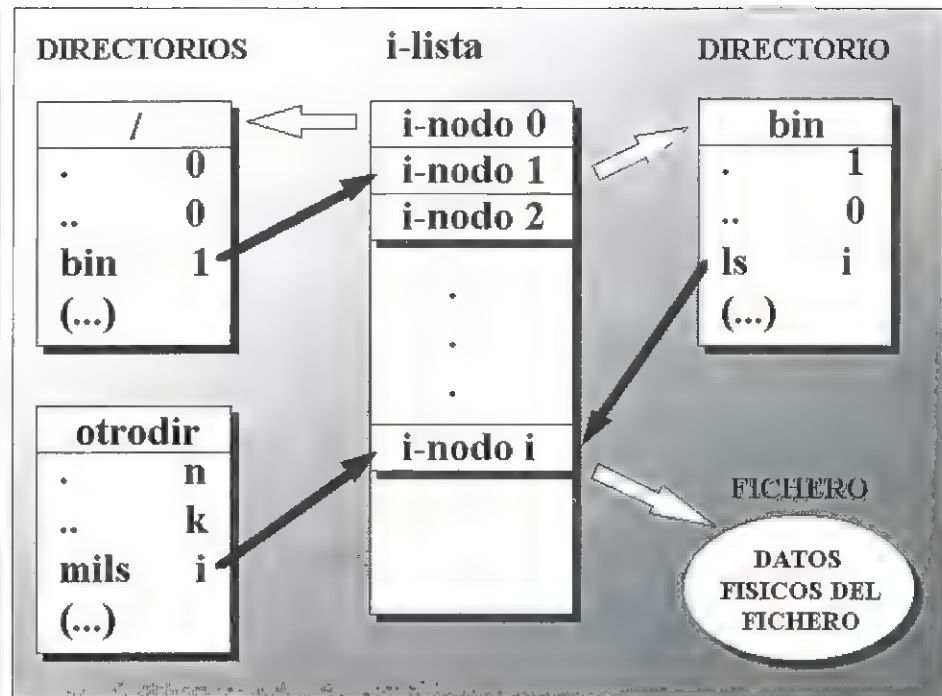 DIRECTORIOS
/
. 0
.. 0
bin 1
(...)
otrodir
. n
.. k
mils i
(...)
i-lista
i-nodo 0
i-nodo 1
i-nodo 2
.
.
.
i-nodo i
DIRECTORIO
bin
. 1
.. 0
ls i
(...)
FICHERO
DATOS
FISICOS DEL
FICHERO